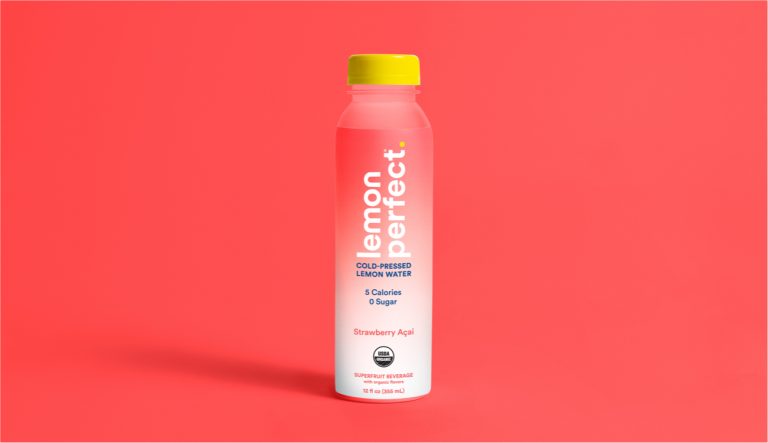 lemon
perfect.
COLD-PRESSED
LEMON WATER
5 Calories
0 Sugar
Strawberry Açaí
USDA
ORGANIC
SUPERFRUIT BEVERAGE
with organic flavors
12 fl oz (355 mL)